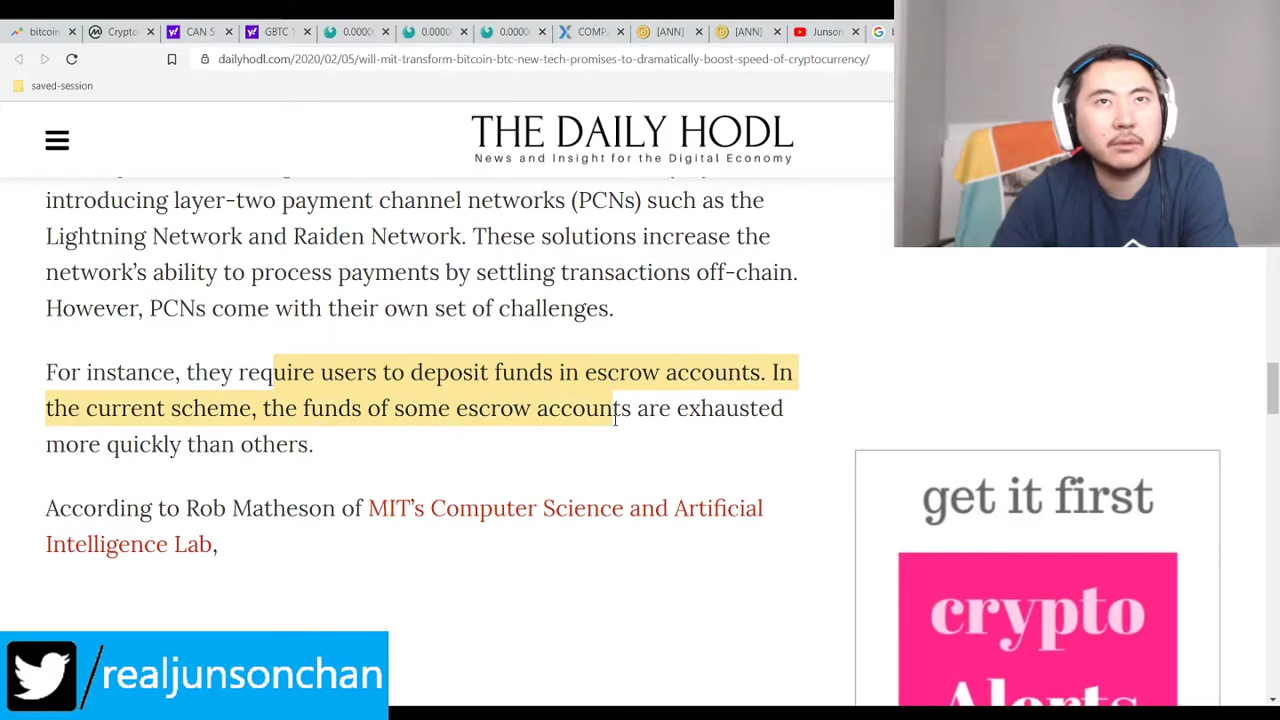 bitcoin
Crypto
CAN S
GBTC
0.0000
0.0000
0.0000
COMP
[ANN]
[ANN]
Junson
b
dailyhodl.com/2020/02/05/will-mit-transform-bitcoin-btc-new-tech-promises-to-dramatically-boost-speed-of-cryptocurrency/
saved-session
THE DAILY HODL
News and Insight for the Digital Economy
introducing layer-two payment channel networks (PCNs) such as the
Lightning Network and Raiden Network. These solutions increase the
network's ability to process payments by settling transactions off-chain.
However, PCNs come with their own set of challenges.
For instance, they require users to deposit funds in escrow accounts. In
the current scheme, the funds of some escrow accounts are exhausted
more quickly than others.
According to Rob Matheson of MIT's Computer Science and Artificial
Intelligence Lab,
get it first
crypto
Alerts
/realjunsonchan